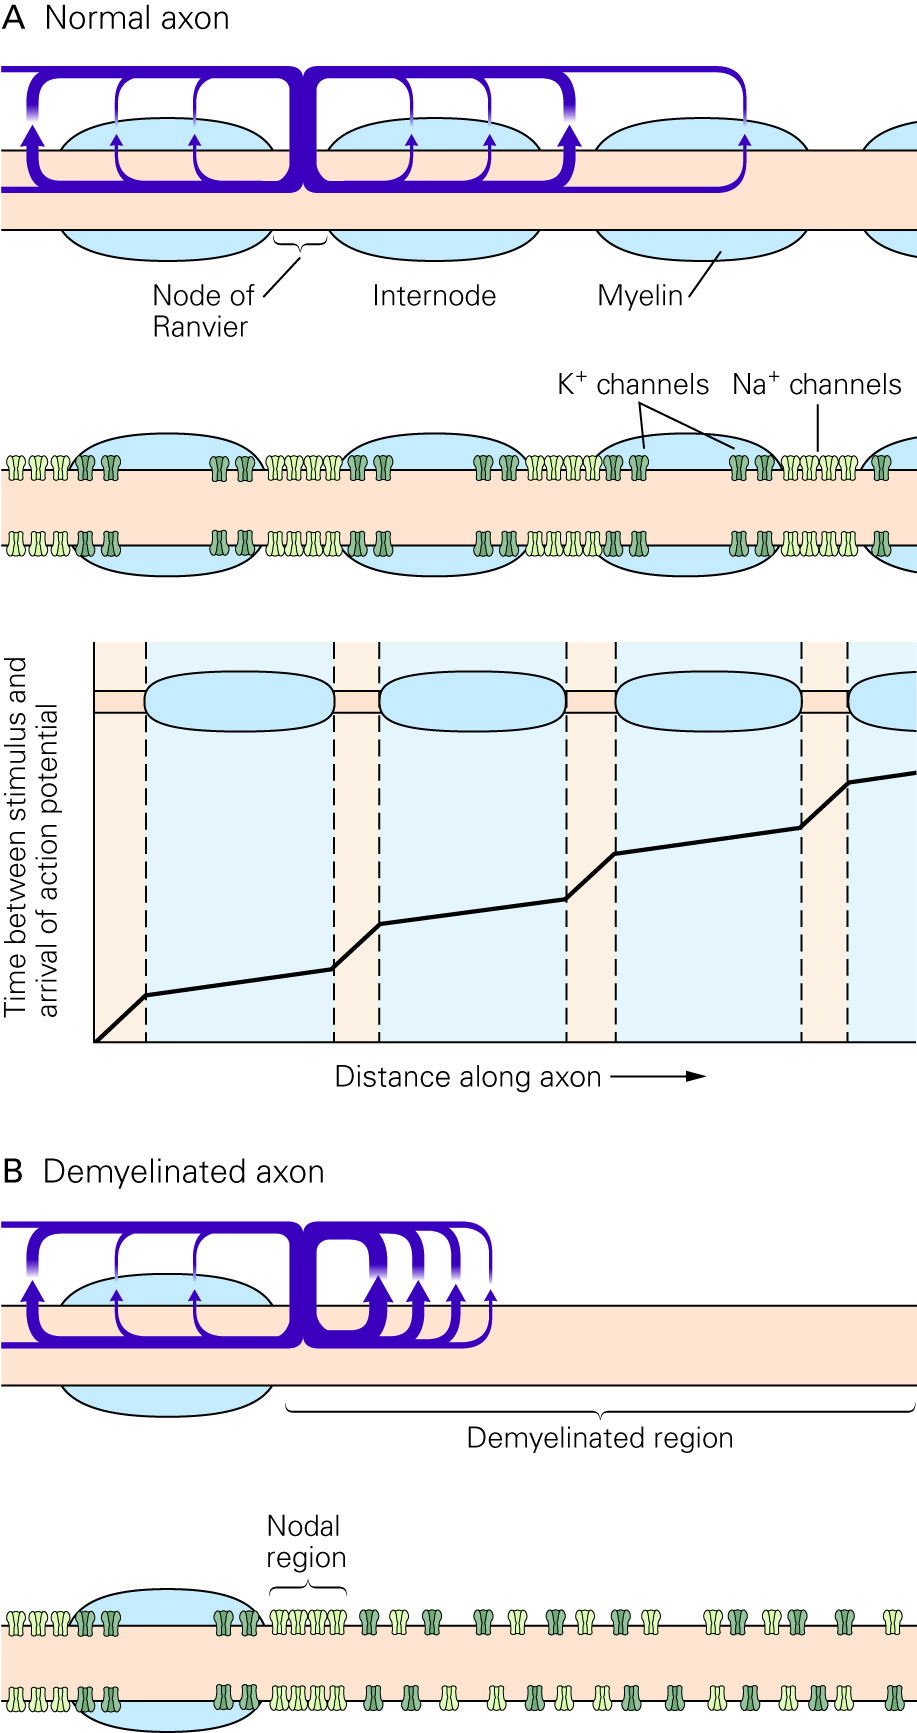 A Normal axon
Node of
Ranvier
Internode
Myelin
K⁺ channels
Na⁺ channels
Time between stimulus and
arrival of action potential
Distance along axon
B Demyelinated axon
Demyelinated region
Nodal
region